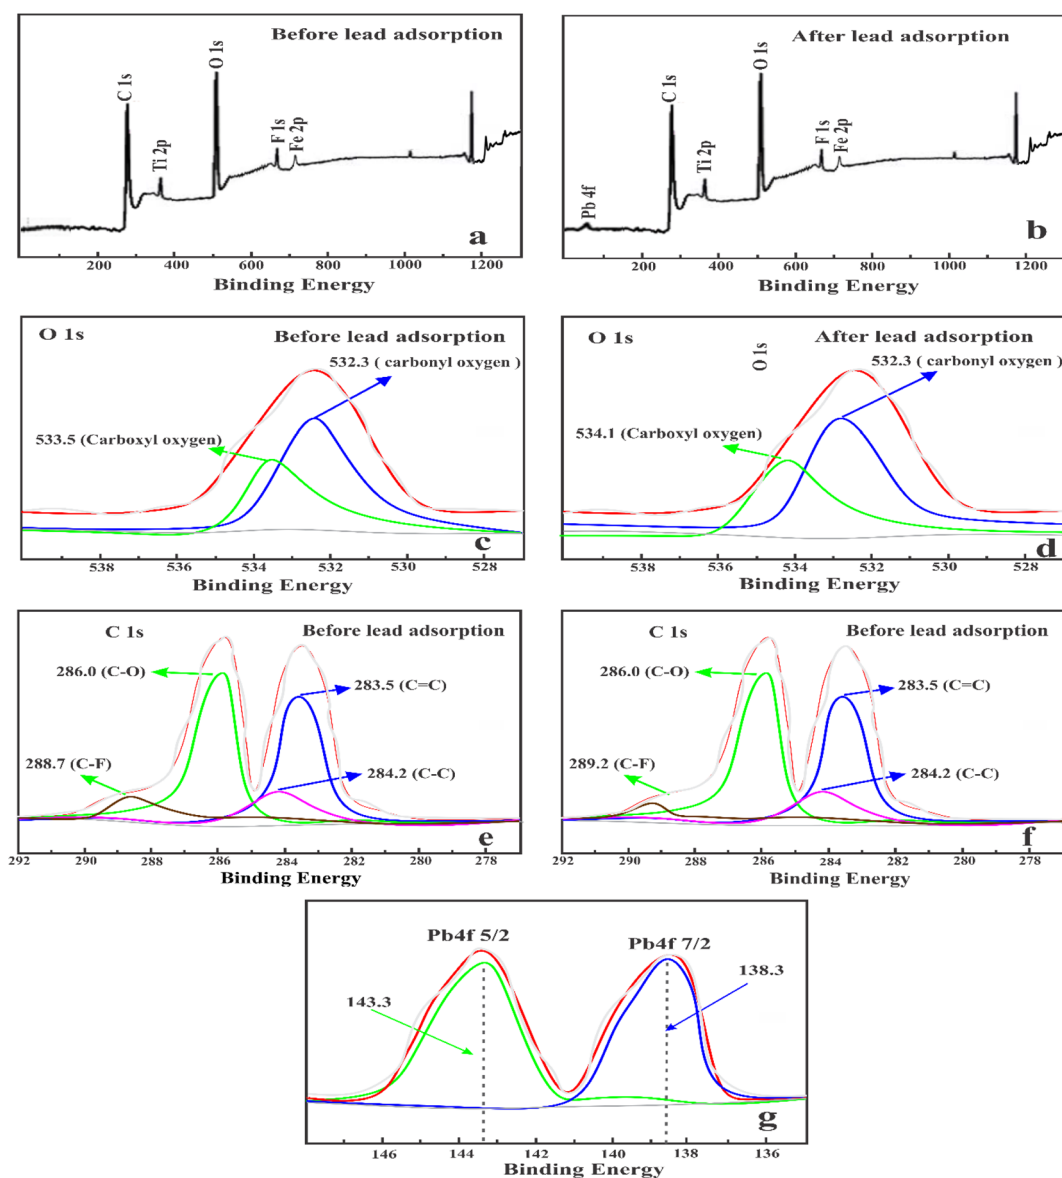 Before lead adsorption
C 1s
Ti 2p
O 1s
F 1s
Fe 2p
a
200 400 600 800 1000 1200
Binding Energy
After lead adsorption
Pb 4f
C 1s
Ti 2p
O 1s
F 1s
Fe 2p
b
200 400 600 800 1000 1200
Binding Energy
O 1s
Before lead adsorption
532.3 ( carbonyl oxygen )
533.5 (Carboxyl oxygen)
c
538 536 534 532 530 528
Binding Energy
O 1s
O 1s
After lead adsorption
532.3 ( carbonyl oxygen )
534.1 (Carboxyl oxygen)
d
538 536 534 532 530 528
Binding Energy
C 1s
Before lead adsorption
286.0 (C-O)
283.5 (C=C)
288.7 (C-F)
284.2 (C-C)
e
292 290 288 286 284 282 280 278
Binding Energy
C 1s
Before lead adsorption
286.0 (C-O)
283.5 (C=C)
289.2 (C-F)
284.2 (C-C)
f
292 290 288 286 284 282 280 278
Binding Energy
Pb4f 5/2
Pb4f 7/2
143.3
138.3
g
146 144 142 140 138 136
Binding Energy